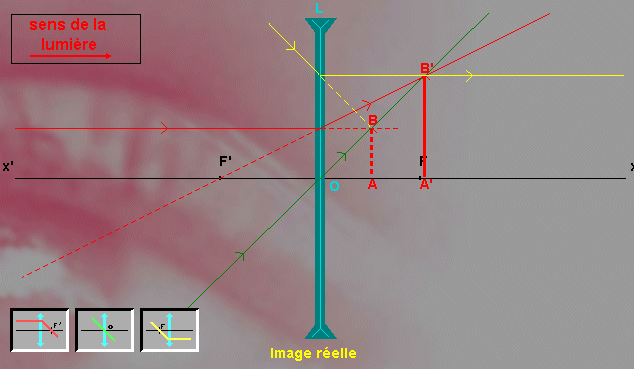 sens de la
lumière
L
B'
B
x'
F'
F
x
O
A
A'
F'
O
F
Image réelle